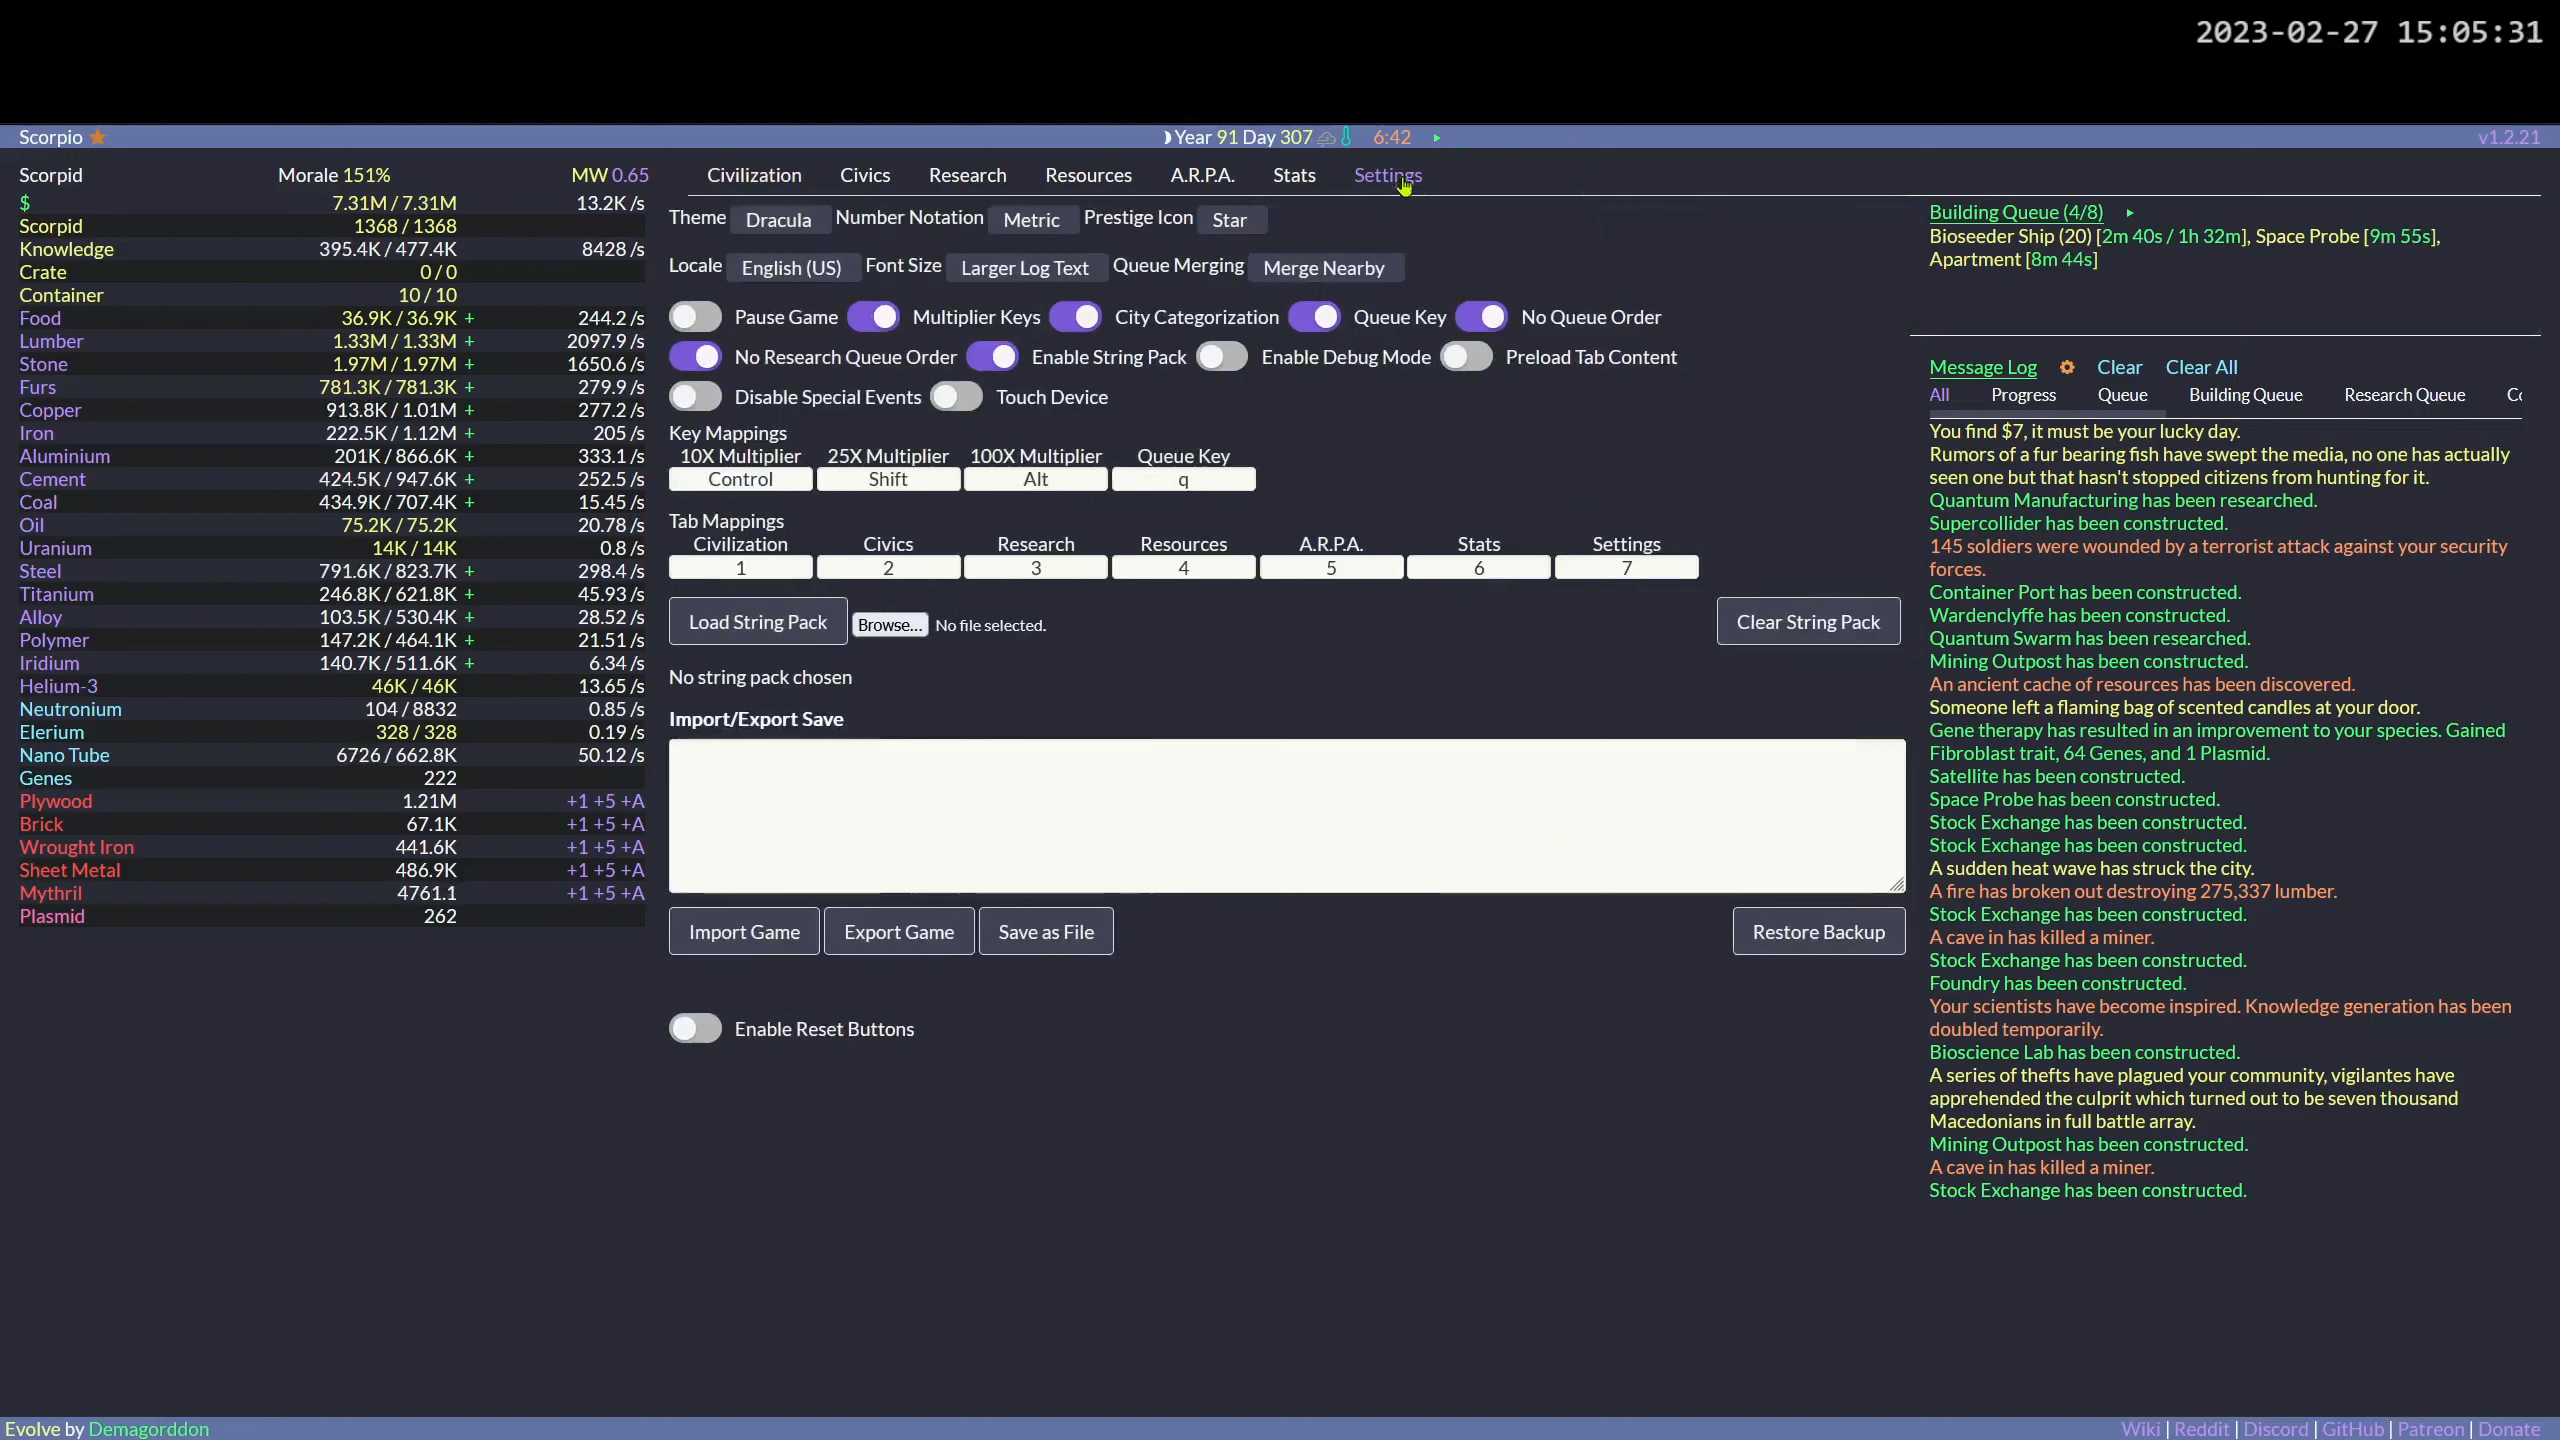 2023-02-27 15:05:31
Scorpio
Year 91 Day 307 6:42
v1.2.21
Scorpid Morale 151% MW 0.65
$ 7.31M / 7.31M 13.2K /s
Scorpid 1368 / 1368
Knowledge 395.4K / 477.4K 8428 /s
Crate 0 / 0
Container 10 / 10
Food 36.9K / 36.9K + 244.2 /s
Lumber 1.33M / 1.33M + 2097.9 /s
Stone 1.97M / 1.97M + 1650.6 /s
Furs 781.3K / 781.3K + 279.9 /s
Copper 913.8K / 1.01M + 277.2 /s
Iron 222.5K / 1.12M + 205 /s
Aluminium 201K / 866.6K + 333.1 /s
Cement 424.5K / 947.6K + 252.5 /s
Coal 434.9K / 707.4K + 15.45 /s
Oil 75.2K / 75.2K 20.78 /s
Uranium 14K / 14K 0.8 /s
Steel 791.6K / 823.7K + 298.4 /s
Titanium 246.8K / 621.8K + 45.93 /s
Alloy 103.5K / 530.4K + 28.52 /s
Polymer 147.2K / 464.1K + 21.51 /s
Iridium 140.7K / 511.6K + 6.34 /s
Helium-3 46K / 46K 13.65 /s
Neutronium 104 / 8832 0.85 /s
Elerium 328 / 328 0.19 /s
Nano Tube 6726 / 662.8K 50.12 /s
Genes 222
Plywood 1.21M +1 +5 +A
Brick 67.1K +1 +5 +A
Wrought Iron 441.6K +1 +5 +A
Sheet Metal 486.9K +1 +5 +A
Mythril 4761.1 +1 +5 +A
Plasmid 262
Civilization Civics Research Resources A.R.P.A. Stats Settings
Theme Dracula Number Notation Metric Prestige Icon Star
Locale English (US) Font Size Larger Log Text Queue Merging Merge Nearby
Pause Game Multiplier Keys City Categorization Queue Key No Queue Order
No Research Queue Order Enable String Pack Enable Debug Mode Preload Tab Content
Disable Special Events Touch Device
Key Mappings
10X Multiplier 25X Multiplier 100X Multiplier Queue Key
Control Shift Alt q
Tab Mappings
Civilization Civics Research Resources A.R.P.A. Stats Settings
1 2 3 4 5 6 7
Load String Pack Browse... No file selected. Clear String Pack
No string pack chosen
Import/Export Save
Import Game Export Game Save as File Restore Backup
Enable Reset Buttons
Building Queue (4/8)
Bioseeder Ship (20) [2m 40s / 1h 32m], Space Probe [9m 55s],
Apartment [8m 44s]
Message Log Clear Clear All
All Progress Queue Building Queue Research Queue
You find $7, it must be your lucky day.
Rumors of a fur bearing fish have swept the media, no one has actually
seen one but that hasn't stopped citizens from hunting for it.
Quantum Manufacturing has been researched.
Supercollider has been constructed.
145 soldiers were wounded by a terrorist attack against your security
forces.
Container Port has been constructed.
Wardenclyffe has been constructed.
Quantum Swarm has been researched.
Mining Outpost has been constructed.
An ancient cache of resources has been discovered.
Someone left a flaming bag of scented candles at your door.
Gene therapy has resulted in an improvement to your species. Gained
Fibroblast trait, 64 Genes, and 1 Plasmid.
Satellite has been constructed.
Space Probe has been constructed.
Stock Exchange has been constructed.
Stock Exchange has been constructed.
A sudden heat wave has struck the city.
A fire has broken out destroying 275,337 lumber.
Stock Exchange has been constructed.
A cave in has killed a miner.
Stock Exchange has been constructed.
Foundry has been constructed.
Your scientists have become inspired. Knowledge generation has been
doubled temporarily.
Bioscience Lab has been constructed.
A series of thefts have plagued your community, vigilantes have
apprehended the culprit which turned out to be seven thousand
Macedonians in full battle array.
Mining Outpost has been constructed.
A cave in has killed a miner.
Stock Exchange has been constructed.
Evolve by Demagorddon
Wiki | Reddit | Discord | GitHub | Patreon | Donate